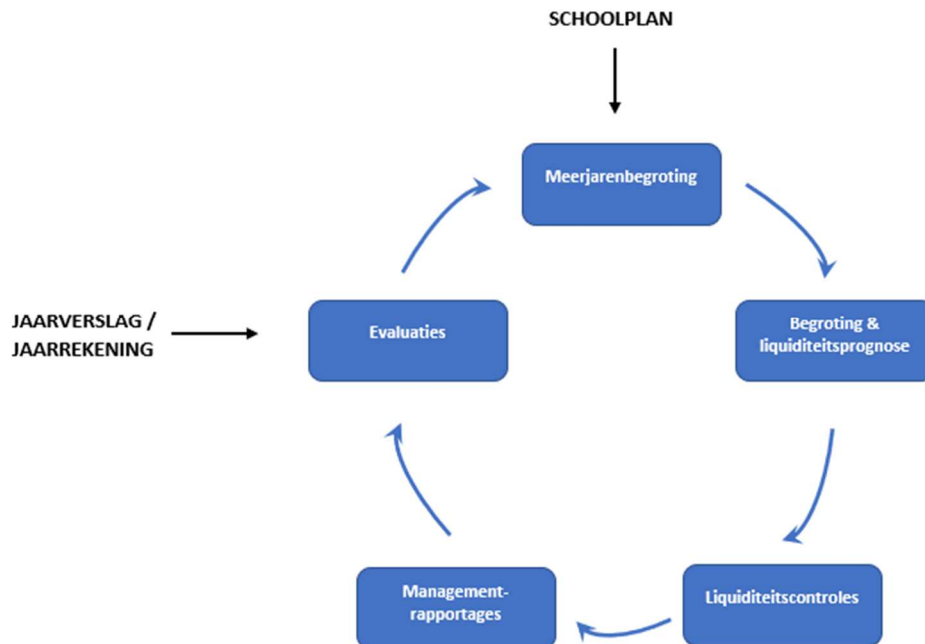 SCHOOLPLAN
Meerjarenbegroting
JAARVERSLAG /
JAARREKENING
Evaluaties
Begroting &
liquiditeitsprognose
Management-
rapportages
Liquiditeitscontroles